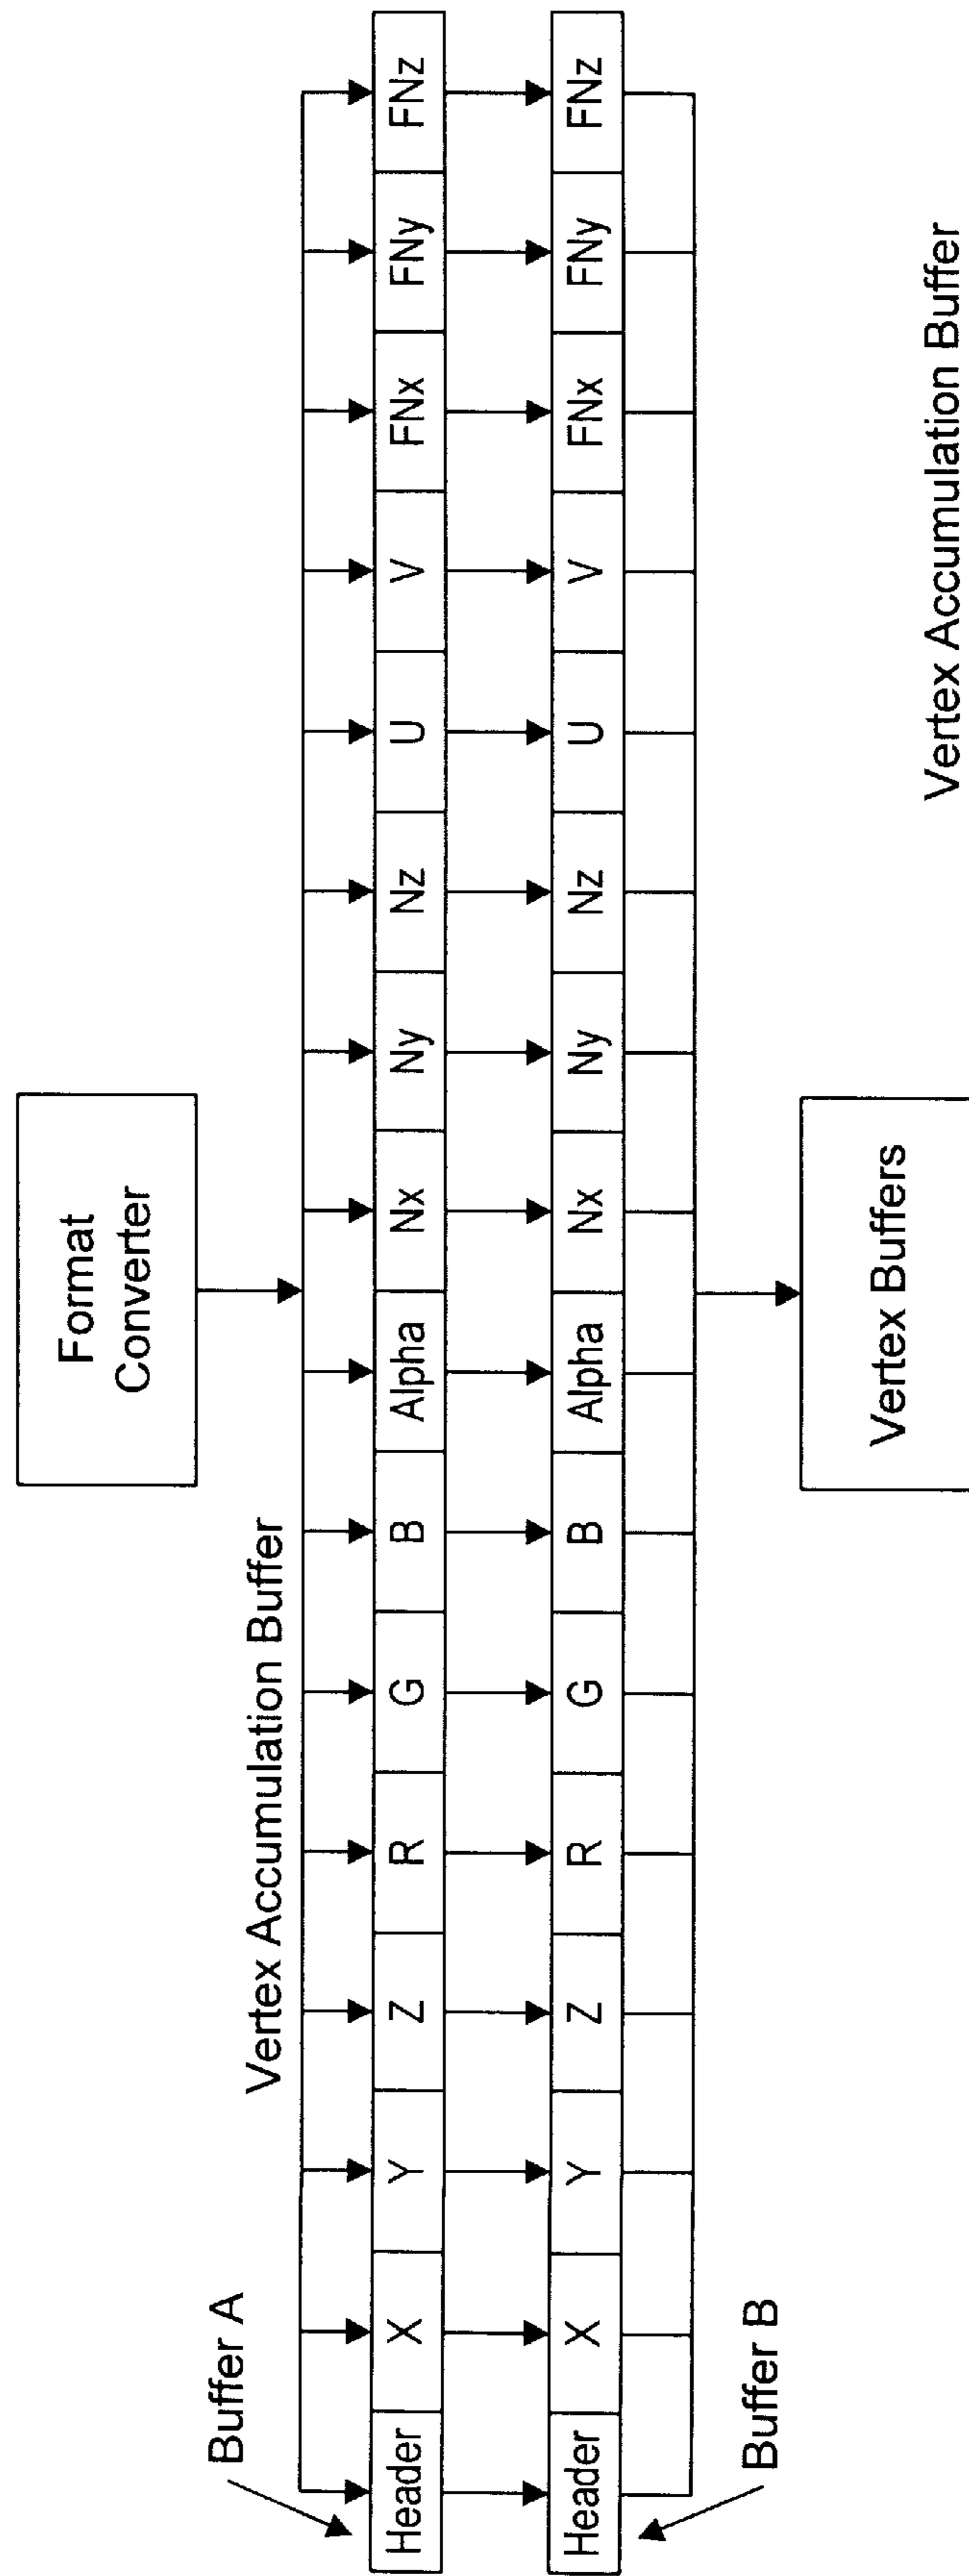 Format
Converter
Vertex Accumulation Buffer
Buffer A
Header X Y Z R G B Alpha Nx Ny Nz U V FNx FNy FNz
Header X Y Z R G B Alpha Nx Ny Nz U V FNx FNy FNz
Buffer B
Vertex Buffers
Vertex Accumulation Buffer